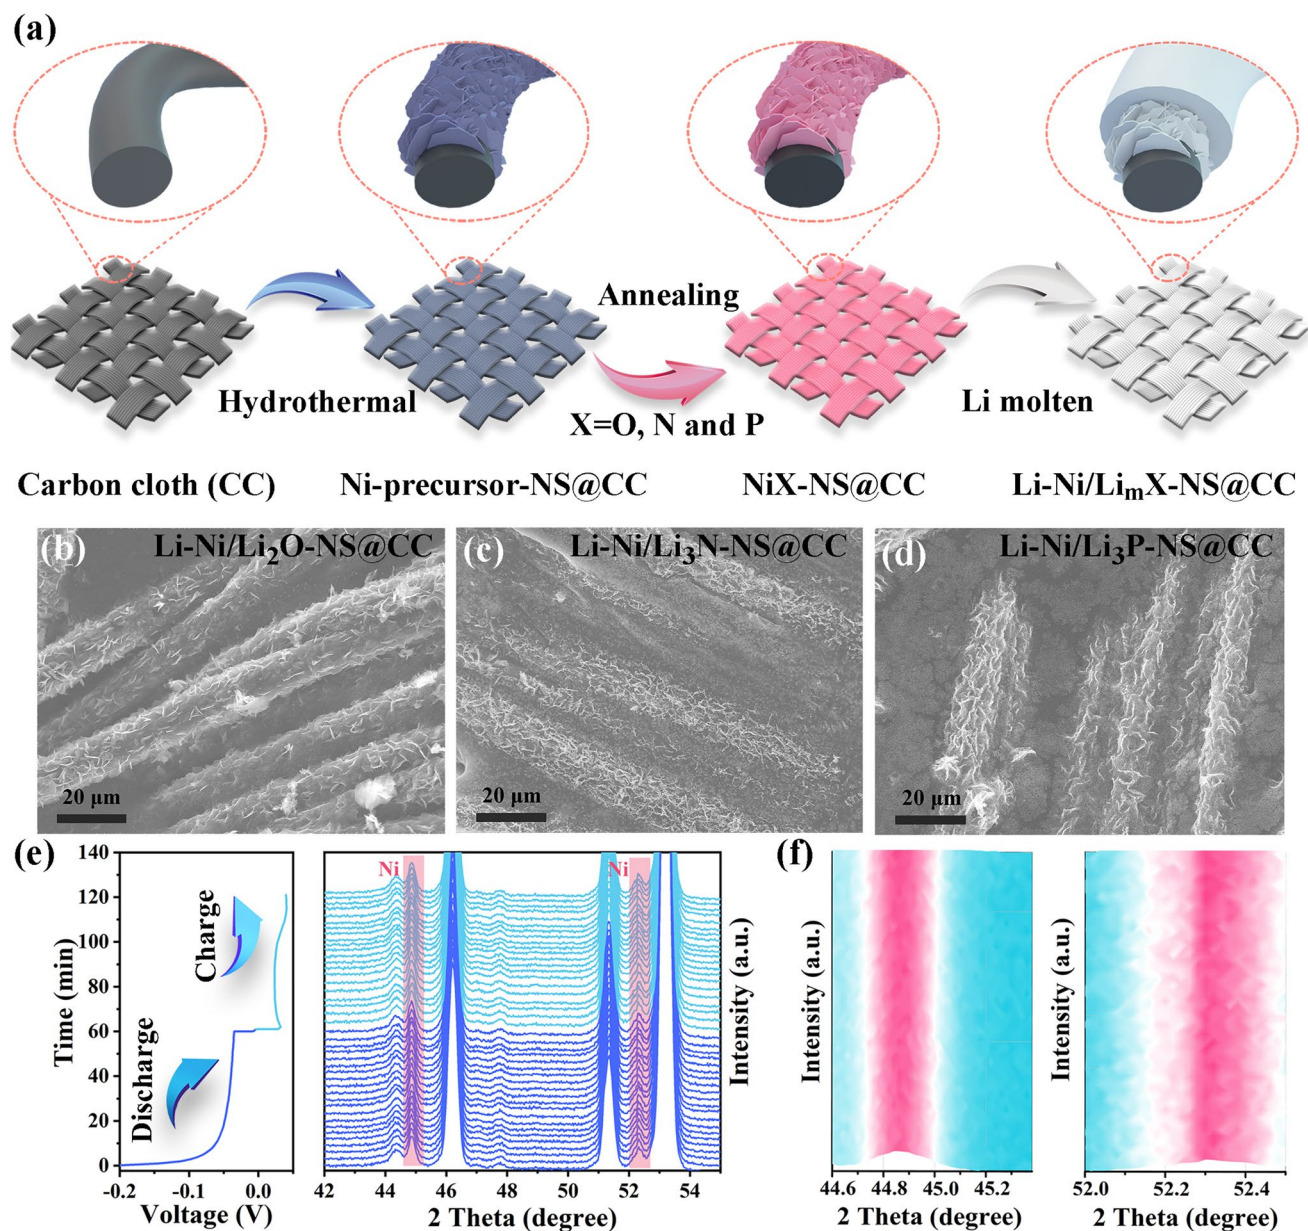 (a)
Hydrothermal
Annealing
X=O, N and P
Li molten
Carbon cloth (CC)
Ni-precursor-NS@CC
NiX-NS@CC
Li-Ni/LiₘX-NS@CC
(b)
Li-Ni/Li₂O-NS@CC
20 μm
(c)
Li-Ni/Li₃N-NS@CC
20 μm
(d)
Li-Ni/Li₃P-NS@CC
20 μm
(e)
Time (min)
140
120
100
80
60
40
20
0
Charge
Discharge
-0.2
-0.1
0.0
Voltage (V)
Ni
Ni
42
44
46
48
50
52
54
55
2 Theta (degree)
Intensity (a.u.)
(f)
Intensity (a.u.)
44.6
44.8
45.0
45.2
2 Theta (degree)
Intensity (a.u.)
52.0
52.2
52.4
2 Theta (degree)